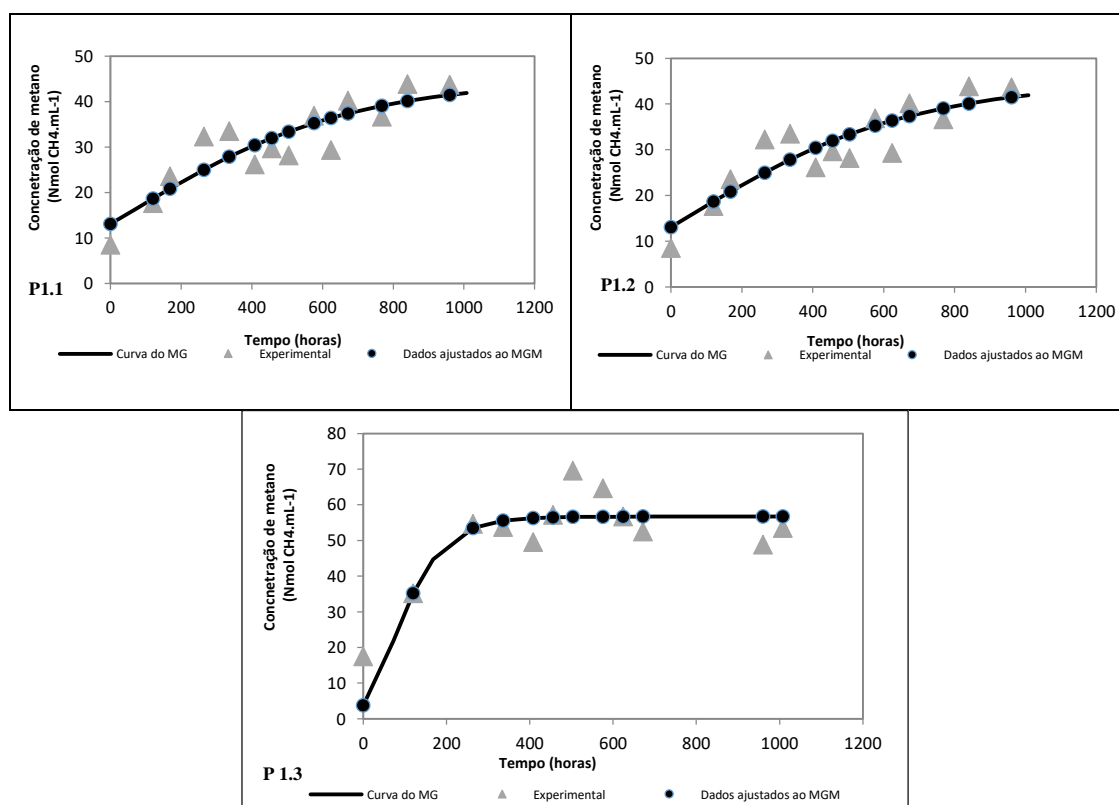 Concnetração de metano
(Nmol CH4.mL-1)
50
40
30
20
10
0
0 200 400 600 800 1000 1200
P1.1
Tempo (horas)
Curva do MG Experimental Dados ajustados ao MGM
Concnetração de metano
(Nmol CH4.mL-1)
50
40
30
20
10
0
0 200 400 600 800 1000 1200
P1.2
Tempo (horas)
Curva do MG Experimental Dados ajustados ao MGM
Concnetração de metano
(Nmol CH4.mL-1)
80
70
60
50
40
30
20
10
0
0 200 400 600 800 1000 1200
Tempo (horas)
P 1.3
Curva do MG Experimental Dados ajustados ao MGM